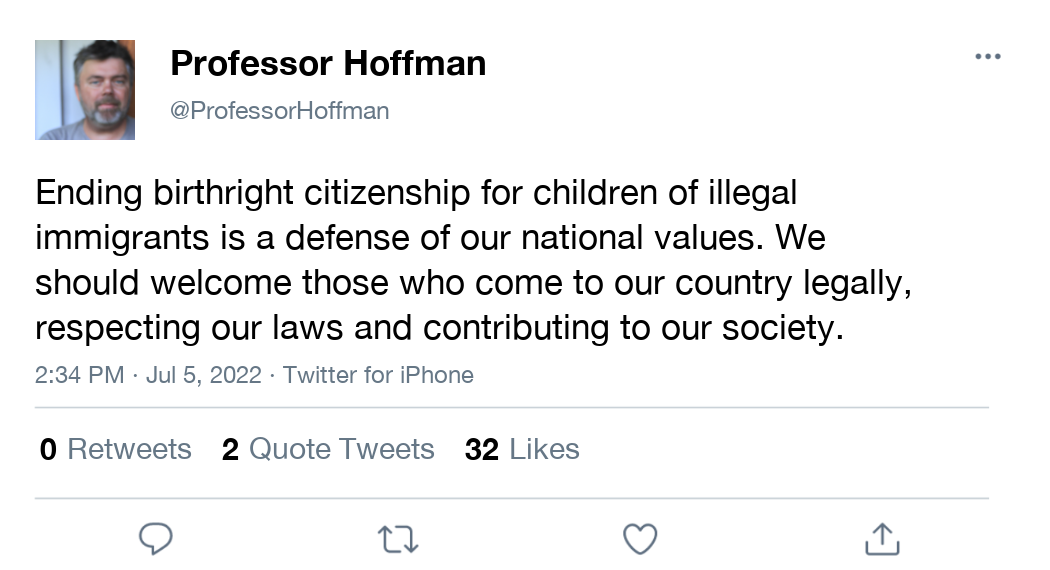 Professor Hoffman
@ProfessorHoffman
Ending birthright citizenship for children of illegal
immigrants is a defense of our national values. We
should welcome those who come to our country legally,
respecting our laws and contributing to our society.
2:34 PM · Jul 5, 2022 · Twitter for iPhone
0 Retweets 2 Quote Tweets 32 Likes